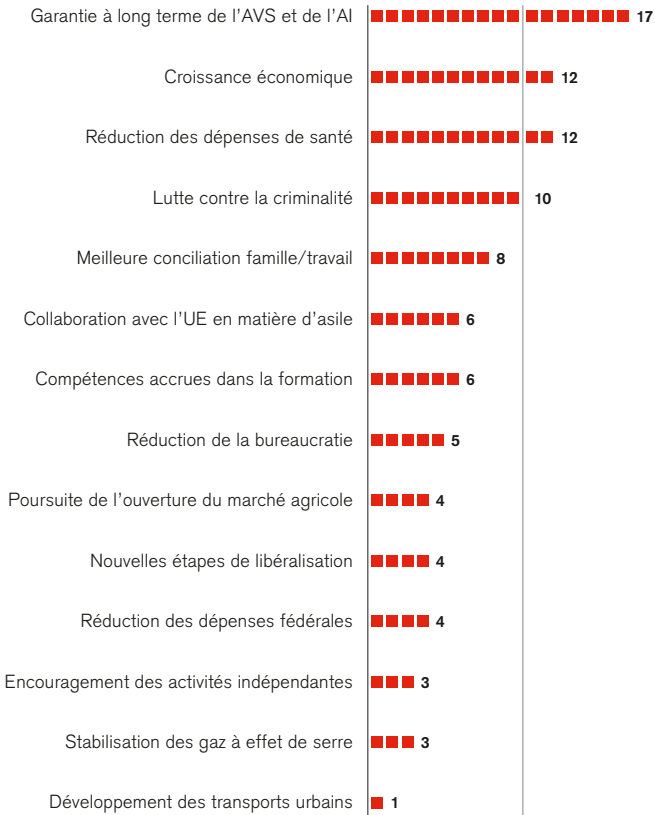 Garantie à long terme de l'AVS et de l'AI 17
Croissance économique 12
Réduction des dépenses de santé 12
Lutte contre la criminalité 10
Meilleure conciliation famille/travail 8
Collaboration avec l'UE en matière d'asile 6
Compétences accrues dans la formation 6
Réduction de la bureaucratie 5
Poursuite de l'ouverture du marché agricole 4
Nouvelles étapes de libéralisation 4
Réduction des dépenses fédérales 4
Encouragement des activités indépendantes 3
Stabilisation des gaz à effet de serre 3
Développement des transports urbains 1